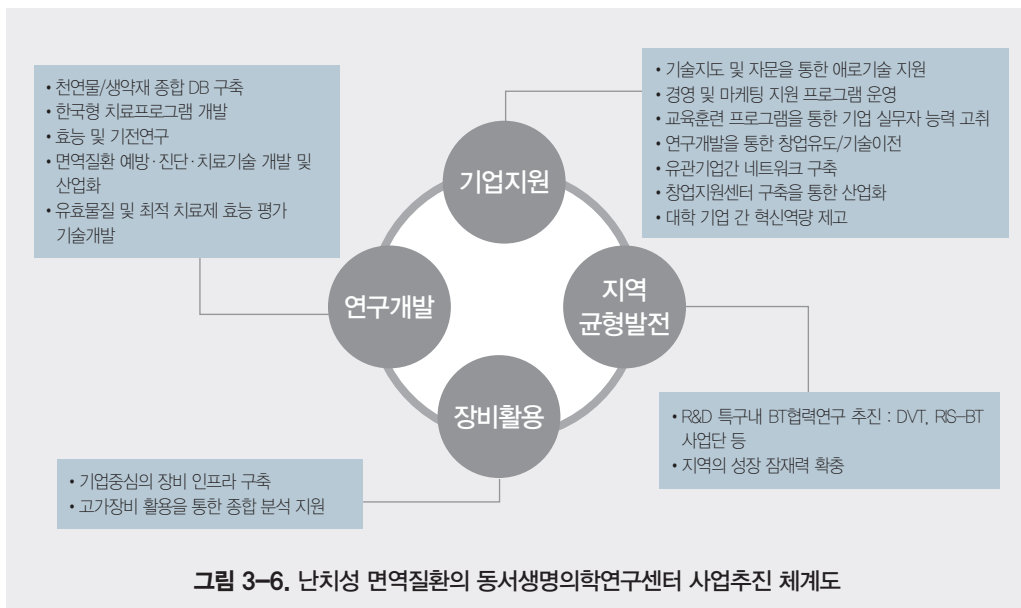 • 천연물/생약재 종합 DB 구축
• 한국형 치료프로그램 개발
• 효능 및 기전연구
• 면역질환 예방·진단·치료기술 개발 및
산업화
• 유효물질 및 최적 치료제 효능 평가
기술개발
• 기술지도 및 자문을 통한 애로기술 지원
• 경영 및 마케팅 지원 프로그램 운영
• 교육훈련 프로그램을 통한 기업 실무자 능력 고취
• 연구개발을 통한 창업유도/기술이전
• 유관기업간 네트워크 구축
• 창업지원센터 구축을 통한 산업화
• 대학 기업 간 혁신역량 제고
기업지원
연구개발
지역
균형발전
장비활용
• R&D 특구내 BT협력연구 추진 : DVT, RIS-BT
사업단 등
• 지역의 성장 잠재력 확충
• 기업중심의 장비 인프라 구축
• 고가장비 활용을 통한 종합 분석 지원
그림 3-6. 난치성 면역질환의 동서생명의학연구센터 사업추진 체계도